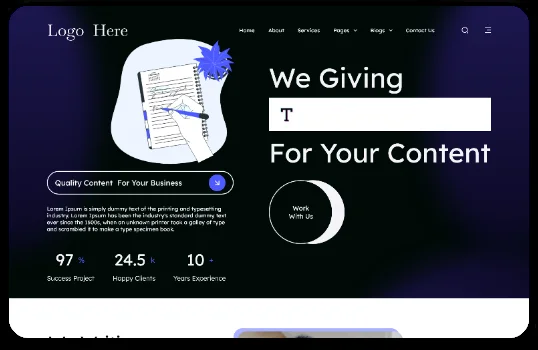 Logo Here
Home About Services Pages Blogs Contact Us
We Giving
T
For Your Content
Quality Content For Your Business
Lorem Ipsum is simply dummy text of the printing and typesetting
industry. Lorem Ipsum has been the industry's standard dummy text
ever since the 1500s, when an unknown printer took a galley of type
and scrambled it to make a type specimen book.
Work
With Us
97 % 24.5 k 10 +
Success Project Happy Clients Years Experience